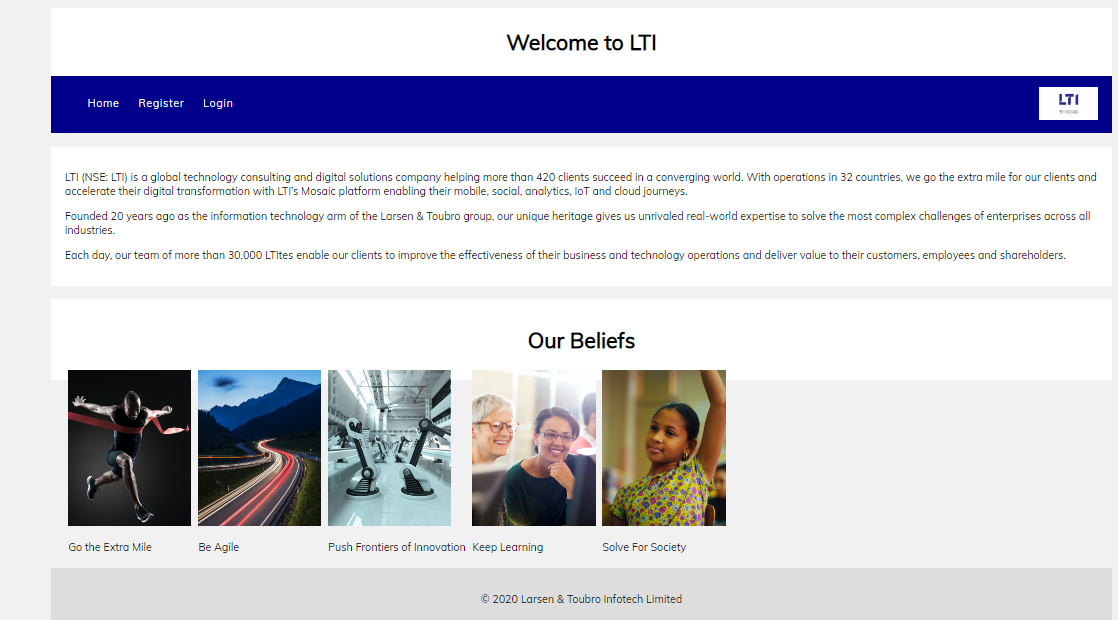 Welcome to LTI
Home Register Login
LTI
LTI (NSE: LTI) is a global technology consulting and digital solutions company helping more than 420 clients succeed in a converging world. With operations in 32 countries, we go the extra mile for our clients and
accelerate their digital transformation with LTI's Mosaic platform enabling their mobile, social, analytics, IoT and cloud journeys.
Founded 20 years ago as the information technology arm of the Larsen & Toubro group, our unique heritage gives us unrivaled real-world expertise to solve the most complex challenges of enterprises across all
industries.
Each day, our team of more than 30,000 LTItes enable our clients to improve the effectiveness of their business and technology operations and deliver value to their customers, employees and shareholders.
Our Beliefs
Go the Extra Mile
Be Agile
Push Frontiers of Innovation
Keep Learning
Solve For Society
© 2020 Larsen & Toubro Infotech Limited